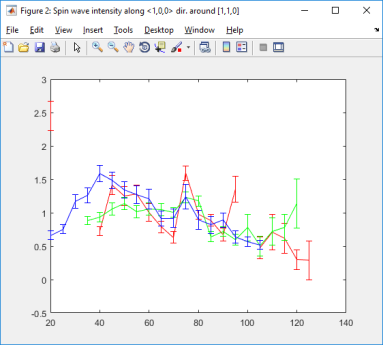 Figure 2: Spin wave intensity along <1,0,0> dir. around [1,1,0]
File Edit View Insert Tools Desktop Window Help
3
2.5
2
1.5
1
0.5
0
-0.5
20 40 60 80 100 120 140